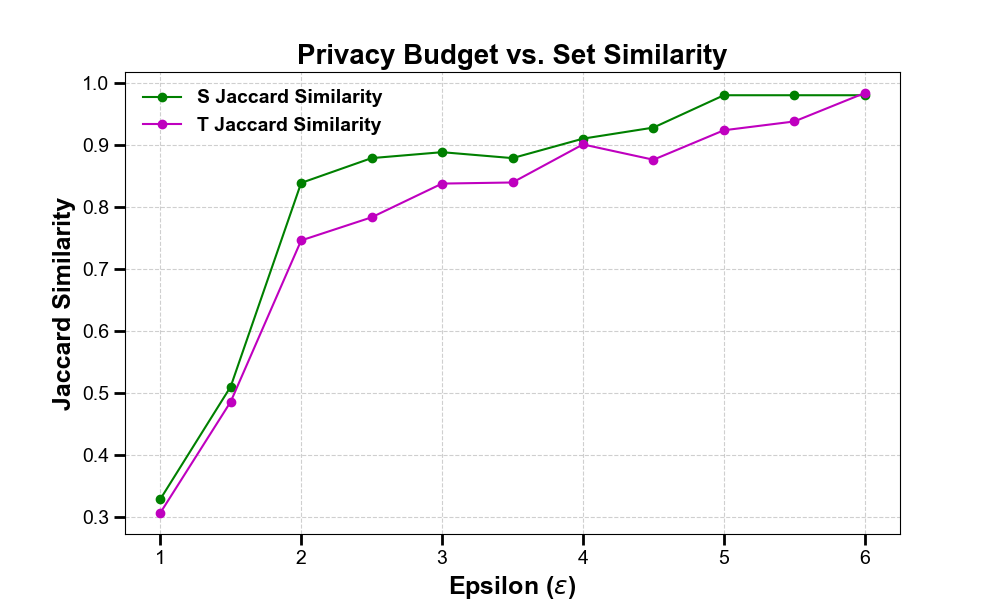 Privacy Budget vs. Set Similarity
S Jaccard Similarity
T Jaccard Similarity
Jaccard Similarity
1.0
0.9
0.8
0.7
0.6
0.5
0.4
0.3
1 2 3 4 5 6
Epsilon (ε)